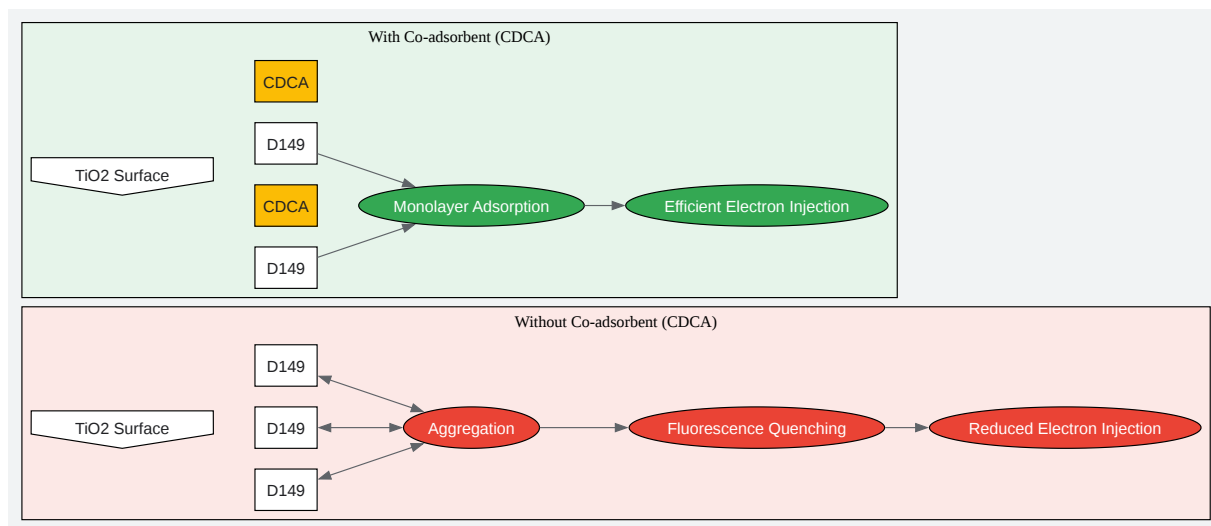 With Co-adsorbent (CDCA)
CDCA
D149
TiO2 Surface
CDCA
Monolayer Adsorption
Efficient Electron Injection
D149
Without Co-adsorbent (CDCA)
D149
TiO2 Surface
D149
Aggregation
Fluorescence Quenching
Reduced Electron Injection
D149